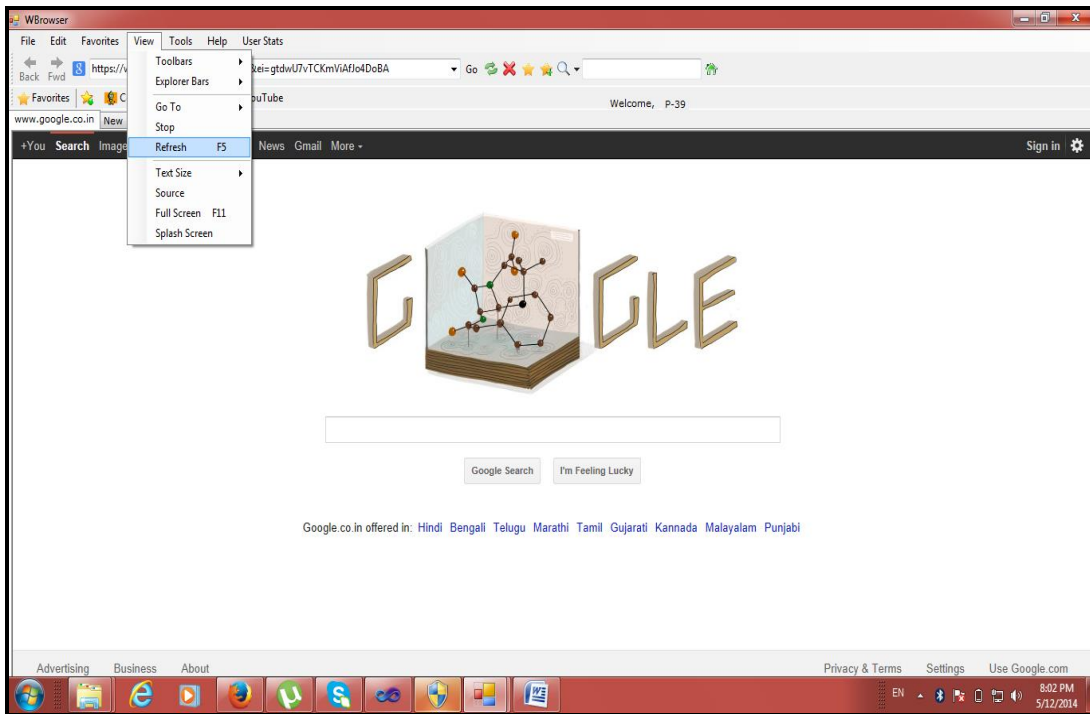 WBrowser
File Edit Favorites View Tools Help User Stats
Back Fwd https://v kei=gtdwU7vTCKmViAfJo4DoBA Go
Favorites C ouTube Welcome, P-39
www.google.co.in New
Toolbars
Explorer Bars
Go To
Stop
Refresh F5
Text Size
Source
Full Screen F11
Splash Screen
+You Search Image News Gmail More
Sign in
GOOGLE
Google Search I'm Feeling Lucky
Google.co.in offered in: Hindi Bengali Telugu Marathi Tamil Gujarati Kannada Malayalam Punjabi
Advertising Business About Privacy & Terms Settings Use Google.com
EN 8:02 PM
5/12/2014